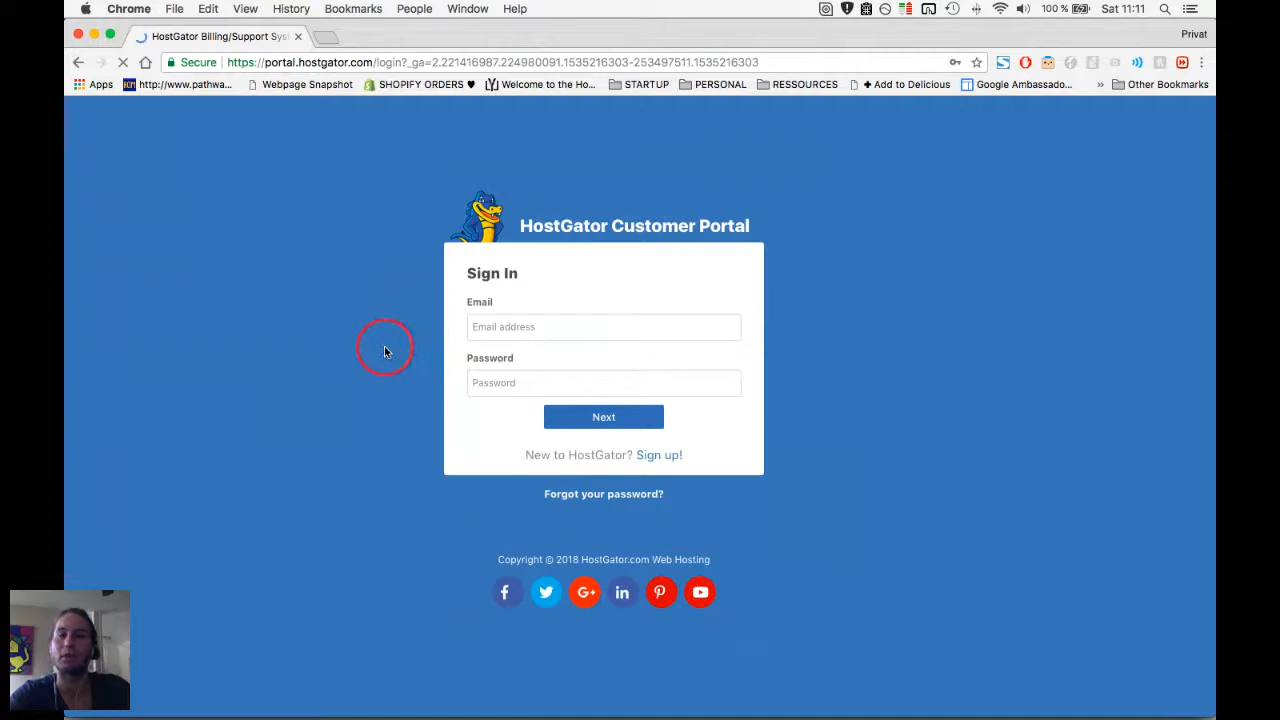 Chrome File Edit View History Bookmarks People Window Help 100 % Sat 11:11
HostGator Billing/Support Sys Privat
Secure https://portal.hostgator.com/login?_ga=2.221416987.224980091.1535216303-253497511.1535216303
Apps http://www.pathwa... Webpage Snapshot SHOPIFY ORDERS ♥ Welcome to the Ho... STARTUP PERSONAL RESSOURCES + Add to Delicious Google Ambassado... » Other Bookmarks
HostGator Customer Portal
Sign In
Email
Email address
Password
Password
Next
New to HostGator? Sign up!
Forgot your password?
Copyright © 2018 HostGator.com Web Hosting